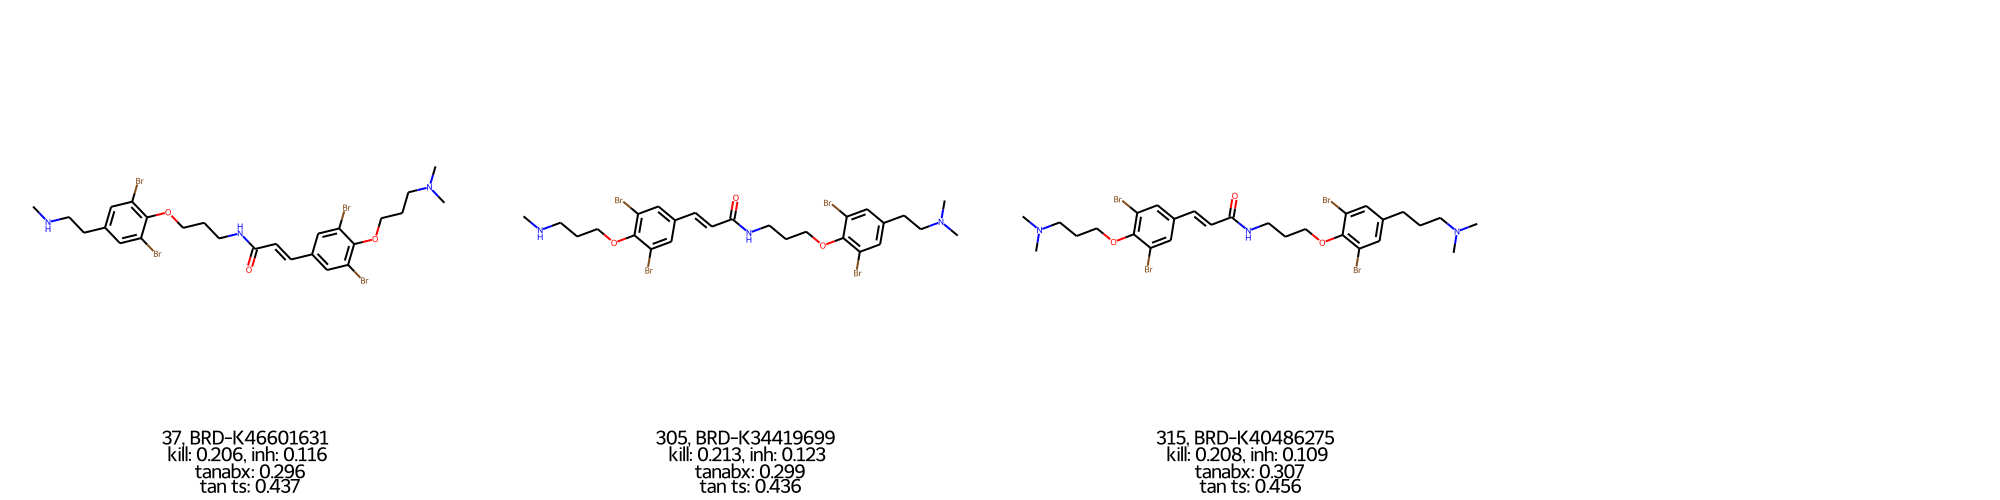 Br
Br
O
N
H
H
N
O
Br
Br
O
N
N
H
O
Br
Br
O
N
H
O
Br
Br
N
N
O
Br
Br
O
N
H
O
Br
Br
N
37, BRD-K46601631
kill: 0.206, inh: 0.116
tanabx: 0.296
tan ts: 0.437
305, BRD-K34419699
kill: 0.213, inh: 0.123
tanabx: 0.299
tan ts: 0.436
315, BRD-K40486275
kill: 0.208, inh: 0.109
tanabx: 0.307
tan ts: 0.456